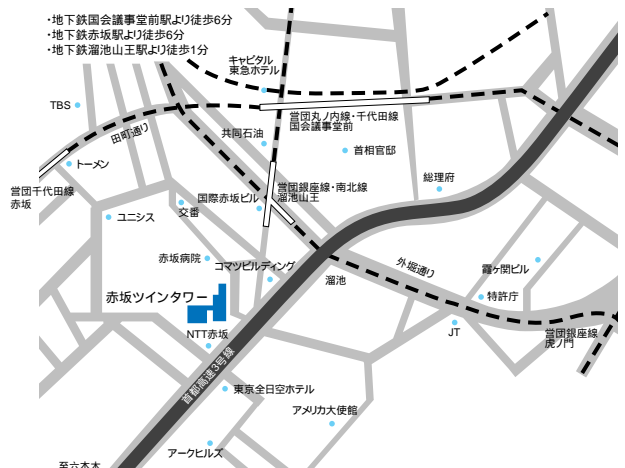 ・地下鉄国会議事堂前駅より徒歩6分
・地下鉄赤坂駅より徒歩6分
・地下鉄溜池山王駅より徒歩1分
キャピタル
東急ホテル
TBS
田町通り
営団丸ノ内線・千代田線
国会議事堂前
共同石油
首相官邸
トーメン
営団千代田線
赤坂
総理府
営団銀座線・南北線
溜池山王
国際赤坂ビル
交番
ユニシス
赤坂病院
コマツビルディング
溜池
外堀通り
霞ヶ関ビル
特許庁
赤坂ツインタワー
NTT赤坂
JT
営団銀座線
虎ノ門
首都高速3号線
東京全日空ホテル
アメリカ大使館
アークヒルズ
至六本木